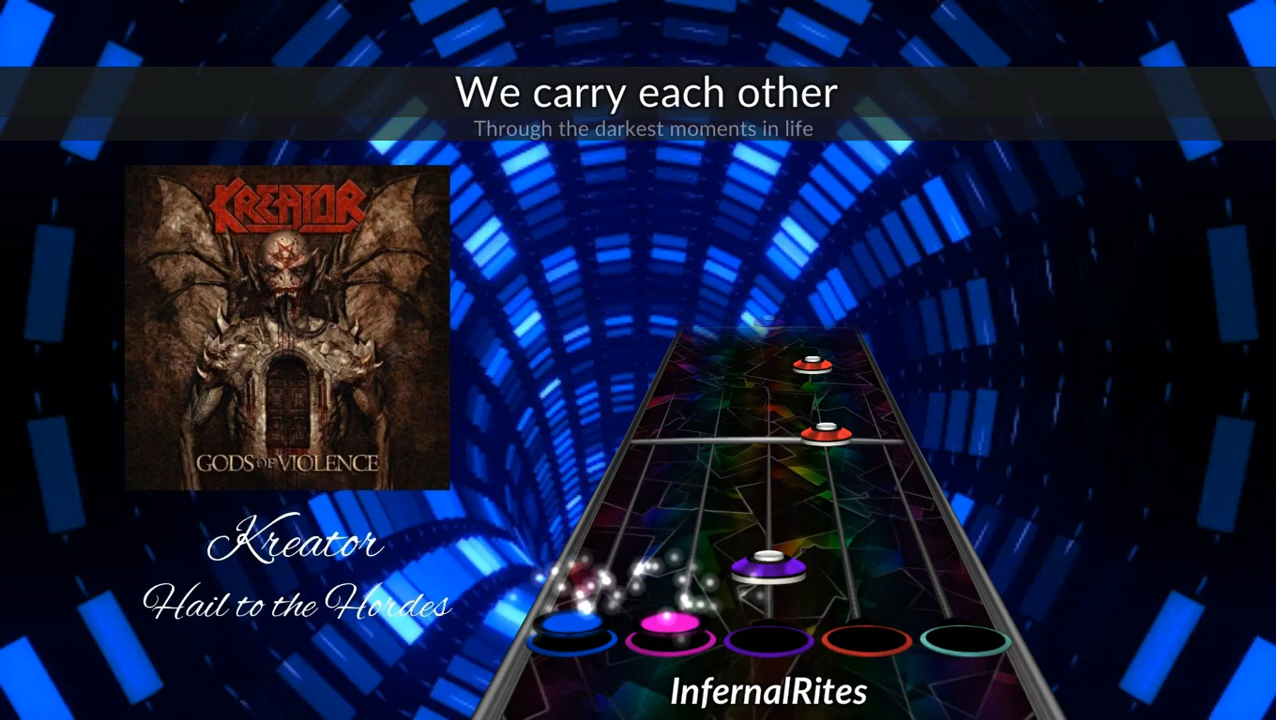 We carry each other
Through the darkest moments in life
KREATOR
GODS OF VIOLENCE
Kreator
Hail to the Hordes
InfernalRites